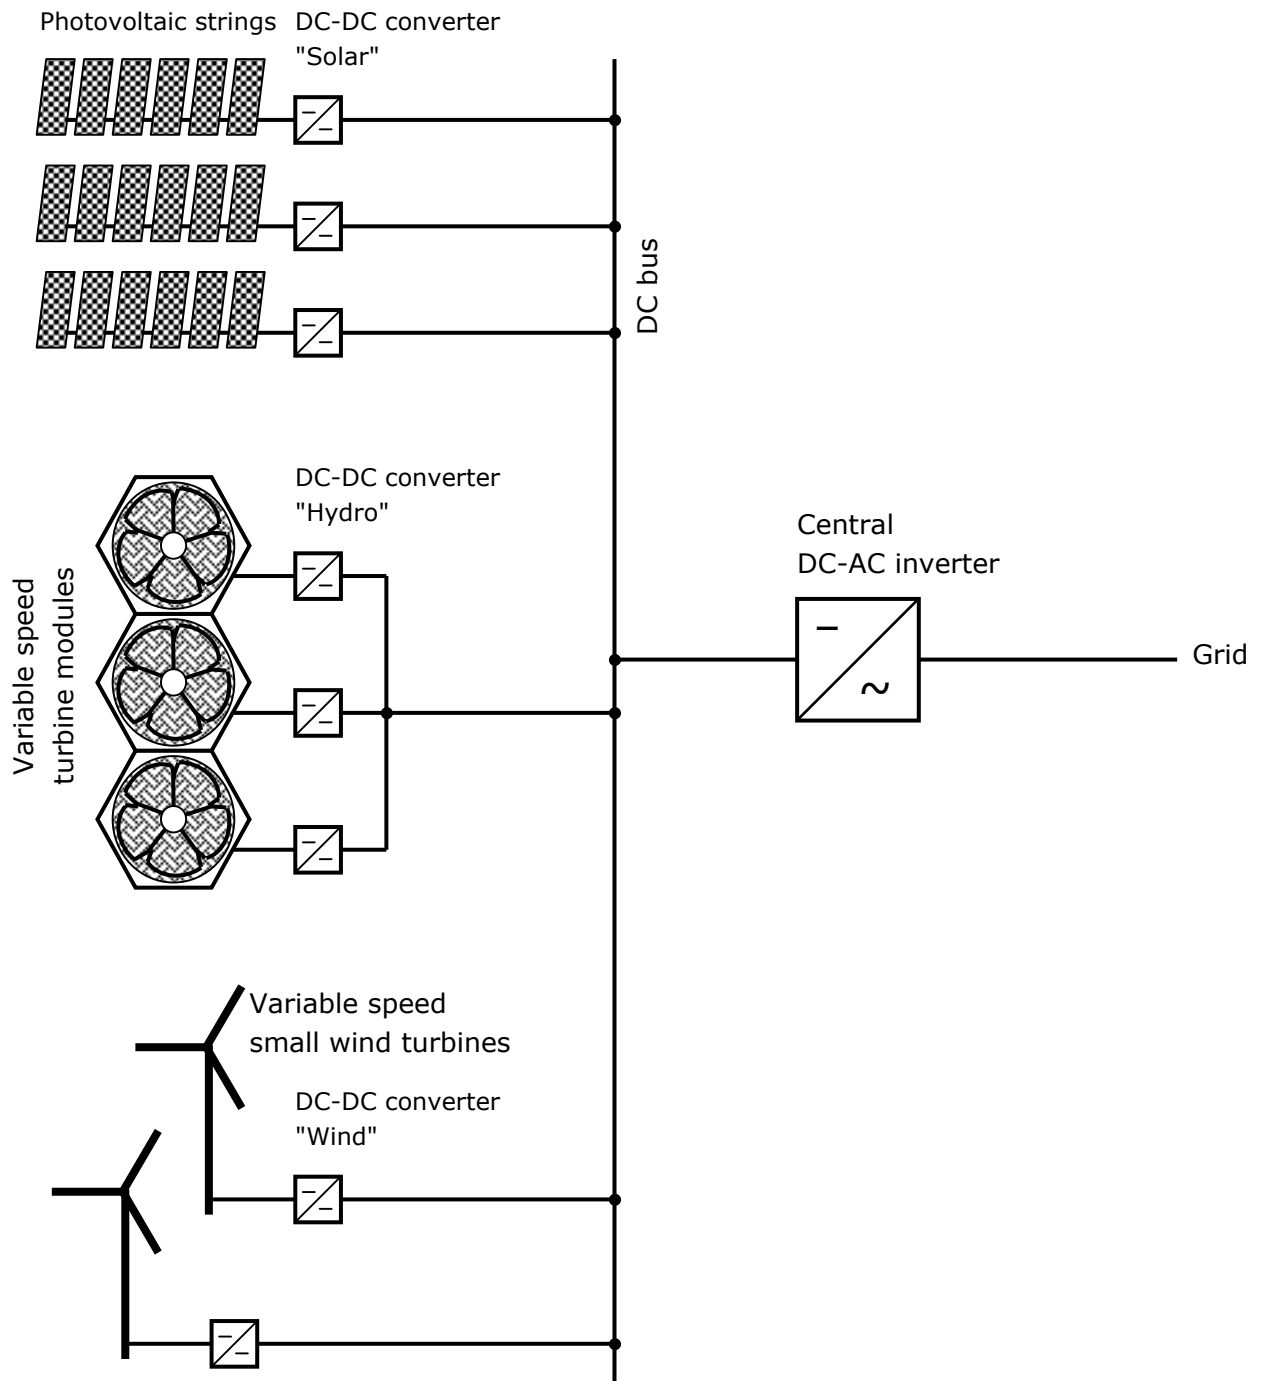 Photovoltaic strings
DC-DC converter
"Solar"
DC bus
DC-DC converter
"Hydro"
Variable speed
turbine modules
Central
DC-AC inverter
Grid
Variable speed
small wind turbines
DC-DC converter
"Wind"